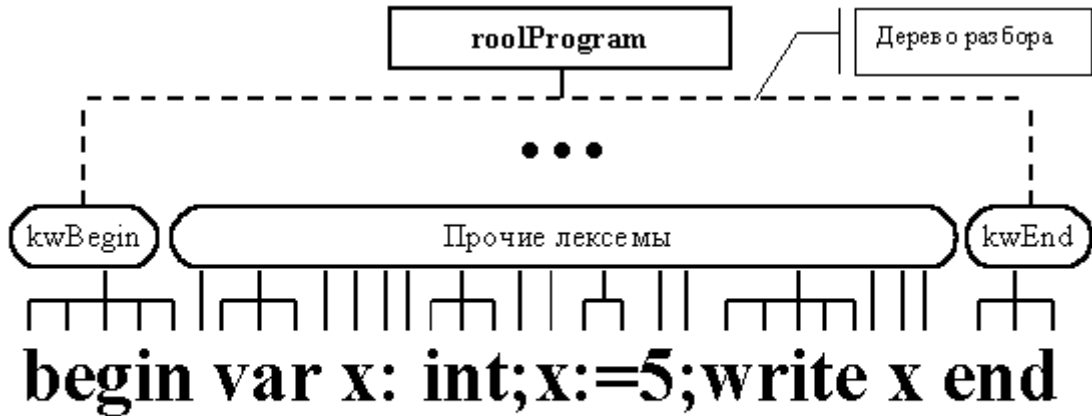 roolProgram
Дерево разбора
kwBegin
Прочие лексемы
kwEnd
begin var x: int;x:=5;write x end